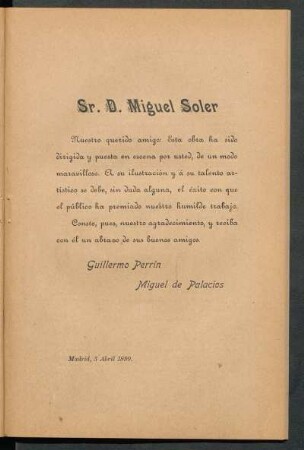 Sr. D. Miguel Soler
Nuestro querido amigo: Esta obra ha sido
dirigida y puesta en escena por usted, de un modo
maravilloso. A su ilustración y á su talento ar-
tístico se debe, sin duda alguna, el éxito con que
el público ha premiado nuestro humilde trabajo.
Conste, pues, nuestro agradecimiento, y reciba
con él un abrazo de sus buenos amigos.
Guillermo Perrín
Miguel de Palacios
Madrid, 5 Abril 1899.